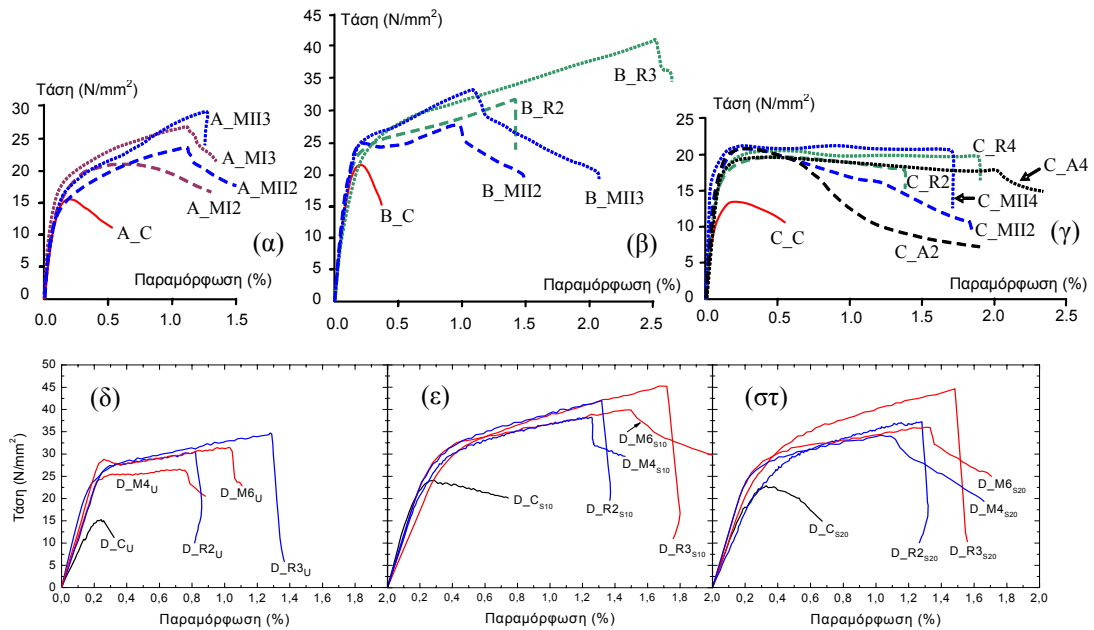 Τάση (N/mm²)
30
25
20
15
10
5
0
0.0
0.5
1.0
1.5
A_MII3
A_MI3
A_MII2
A_MI2
A_C
(α)
Παραμόρφωση (%)
Τάση (N/mm²)
45
40
35
30
25
20
15
10
5
0
0.0
0.5
1.0
1.5
2.0
2.5
B_R3
B_R2
B_MII2
B_MII3
B_C
(β)
Παραμόρφωση (%)
Τάση (N/mm²)
25
20
15
10
5
0
0.0
0.5
1.0
1.5
2.0
2.5
C_R4
C_A4
C_R2
C_MII4
C_MII2
C_C
C_A2
(γ)
Παραμόρφωση (%)
Τάση (N/mm²)
50
45
40
35
30
25
20
15
10
5
0
(δ)
D_M4U
D_M6U
D_CU
D_R2U
D_R3U
0,0 0,2 0,4 0,6 0,8 1,0 1,2 1,4 1,6 1,8
Παραμόρφωση (%)
(ε)
D_M6S10
D_M4S10
D_CS10
D_R2S10
D_R3S10
2,0 0,2 0,4 0,6 0,8 1,0 1,2 1,4 1,6 1,8
Παραμόρφωση (%)
(στ)
D_M6S20
D_M4S20
D_CS20
D_R2S20
D_R3S20
2,0 0,2 0,4 0,6 0,8 1,0 1,2 1,4 1,6 1,8 2,0
Παραμόρφωση (%)